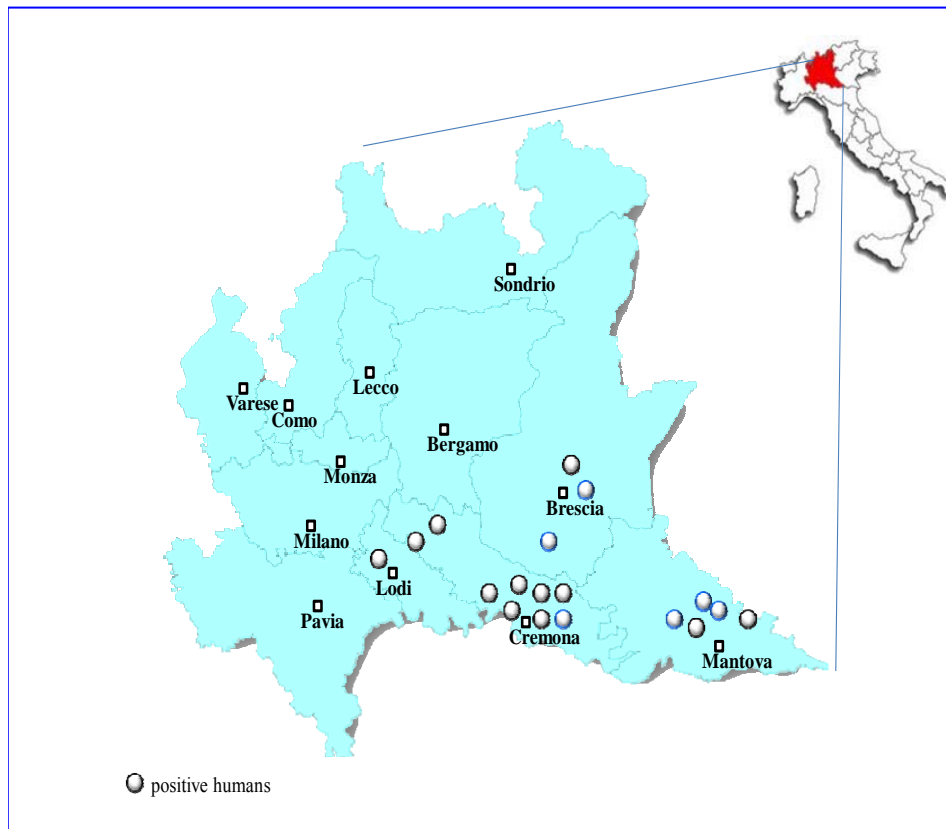 Sondrio
Lecco
Varese
Como
Bergamo
Monza
Brescia
Milano
Lodi
Pavia
Cremona
Mantova
positive humans